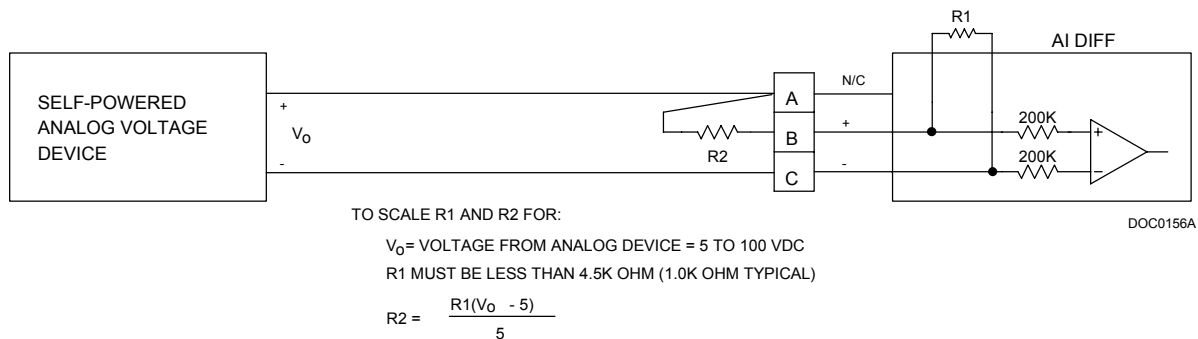 R1
AI DIFF
SELF-POWERED
ANALOG VOLTAGE
DEVICE
+
VO
-
A
B
C
R2
N/C
+
-
200K
200K
+
−
DOC0156A
TO SCALE R1 AND R2 FOR:
VO= VOLTAGE FROM ANALOG DEVICE = 5 TO 100 VDC
R1 MUST BE LESS THAN 4.5K OHM (1.0K OHM TYPICAL)
R2 = R1(VO - 5)
5